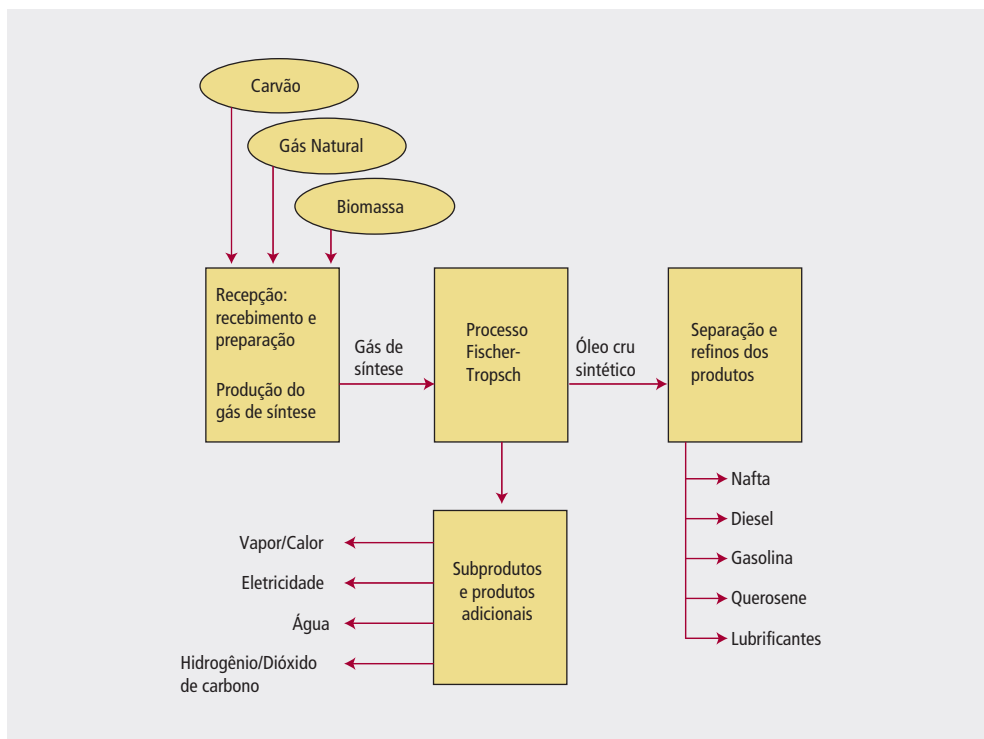 Carvão
Gás Natural
Biomassa
Recepção:
recebimento e
preparação
Produção do
gás de síntese
Gás de
síntese
Processo
Fischer-
Tropsch
Óleo cru
sintético
Separação e
refinos dos
produtos
Subprodutos
e produtos
adicionais
Vapor/Calor
Eletricidade
Água
Hidrogênio/Dióxido
de carbono
Nafta
Diesel
Gasolina
Querosene
Lubrificantes